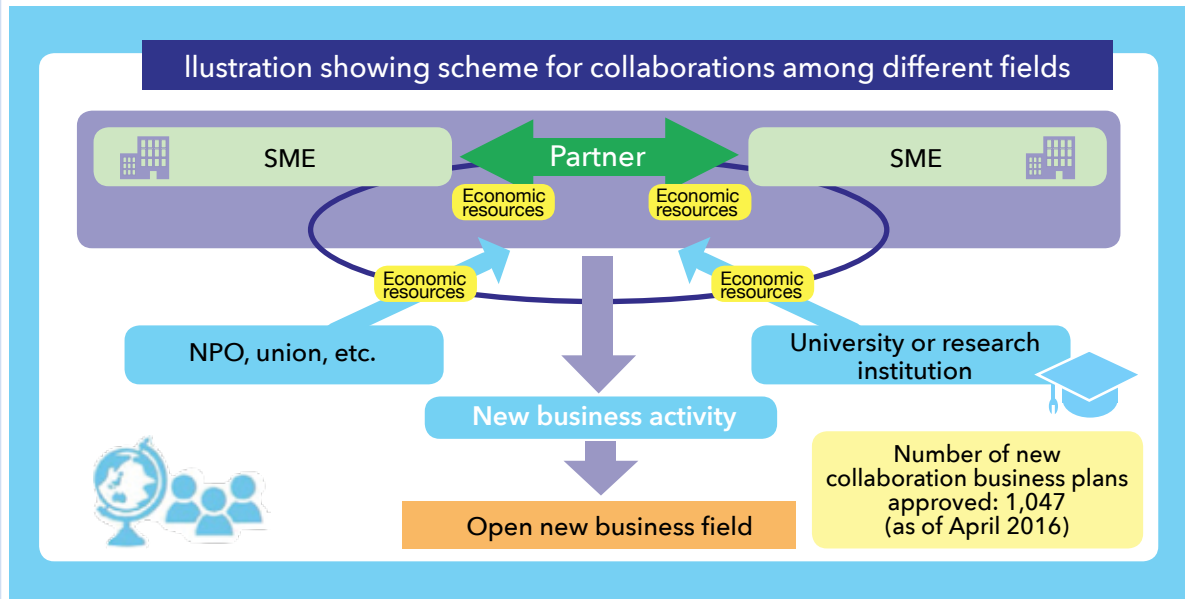 llustration showing scheme for collaborations among different fields
SME
Partner
SME
Economic
resources
Economic
resources
Economic
resources
Economic
resources
NPO, union, etc.
University or research
institution
New business activity
Number of new
collaboration business plans
approved: 1,047
(as of April 2016)
Open new business field